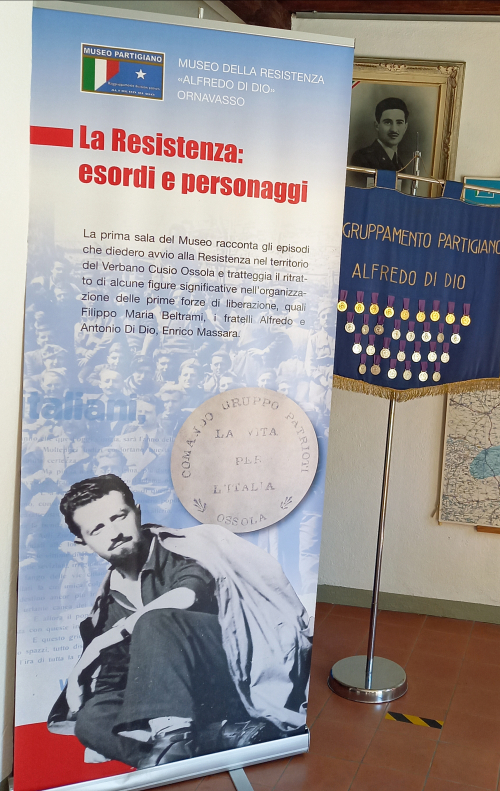 MUSEO PARTIGIANO
MUSEO DELLA RESISTENZA
«ALFREDO DI DIO»
ORNAVASSO
La Resistenza:
esordi e personaggi
La prima sala del Museo racconta gli episodi
che diedero avvio alla Resistenza nel territorio
del Verbano Cusio Ossola e tratteggia il ritrat-
to di alcune figure significative nell'organizza-
zione delle prime forze di liberazione, quali
Filippo Maria Beltrami, i fratelli Alfredo e
Antonio Di Dio, Enrico Massara.
italiani,
COMANDO GRUPPO PATRIOTI
LA VITA
PER
L'ITALIA
OSSOLA
GRUPPAMENTO PARTIGIANO
ALFREDO DI DIO